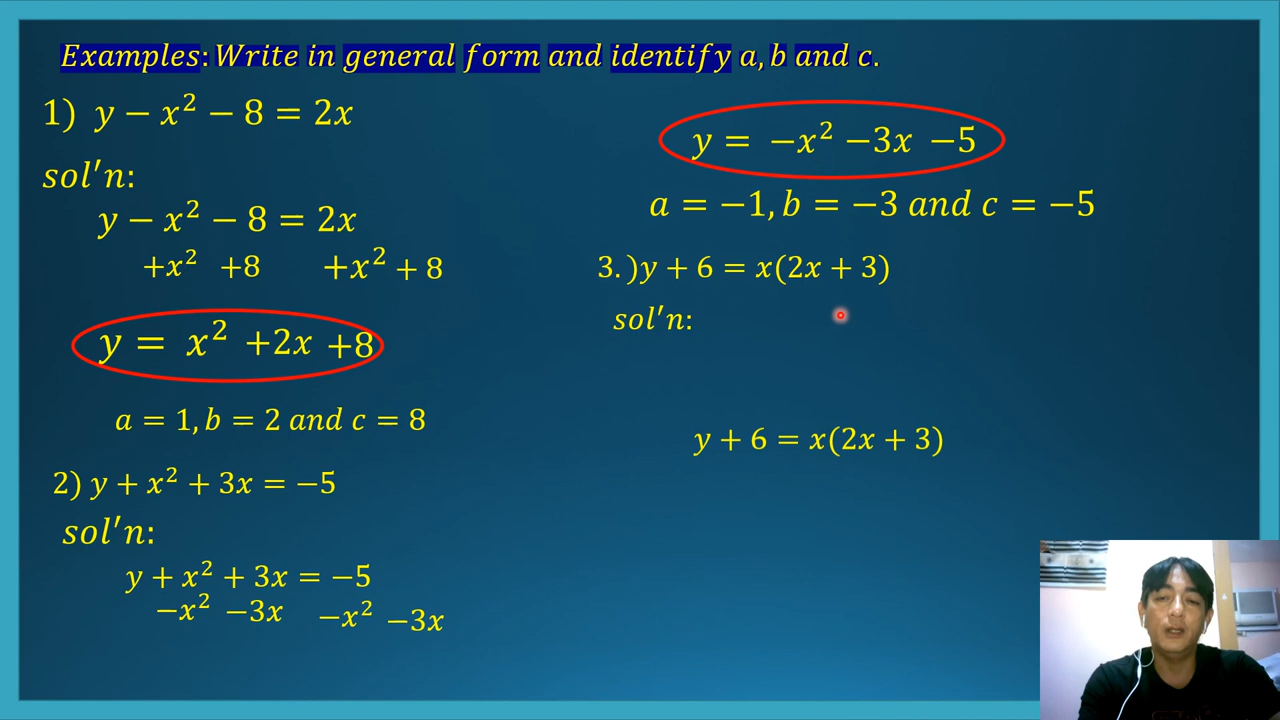 Examples: Write in general form and identify a, b and c.
1) y − x² − 8 = 2x
sol′n:
y − x² − 8 = 2x
+x² +8 +x² + 8
y = x² +2x +8
a = 1, b = 2 and c = 8
2) y + x² + 3x = −5
sol′n:
y + x² + 3x = −5
−x² −3x −x² −3x
y = −x² −3x −5
a = −1, b = −3 and c = −5
3.)y + 6 = x(2x + 3)
sol′n:
y + 6 = x(2x + 3)